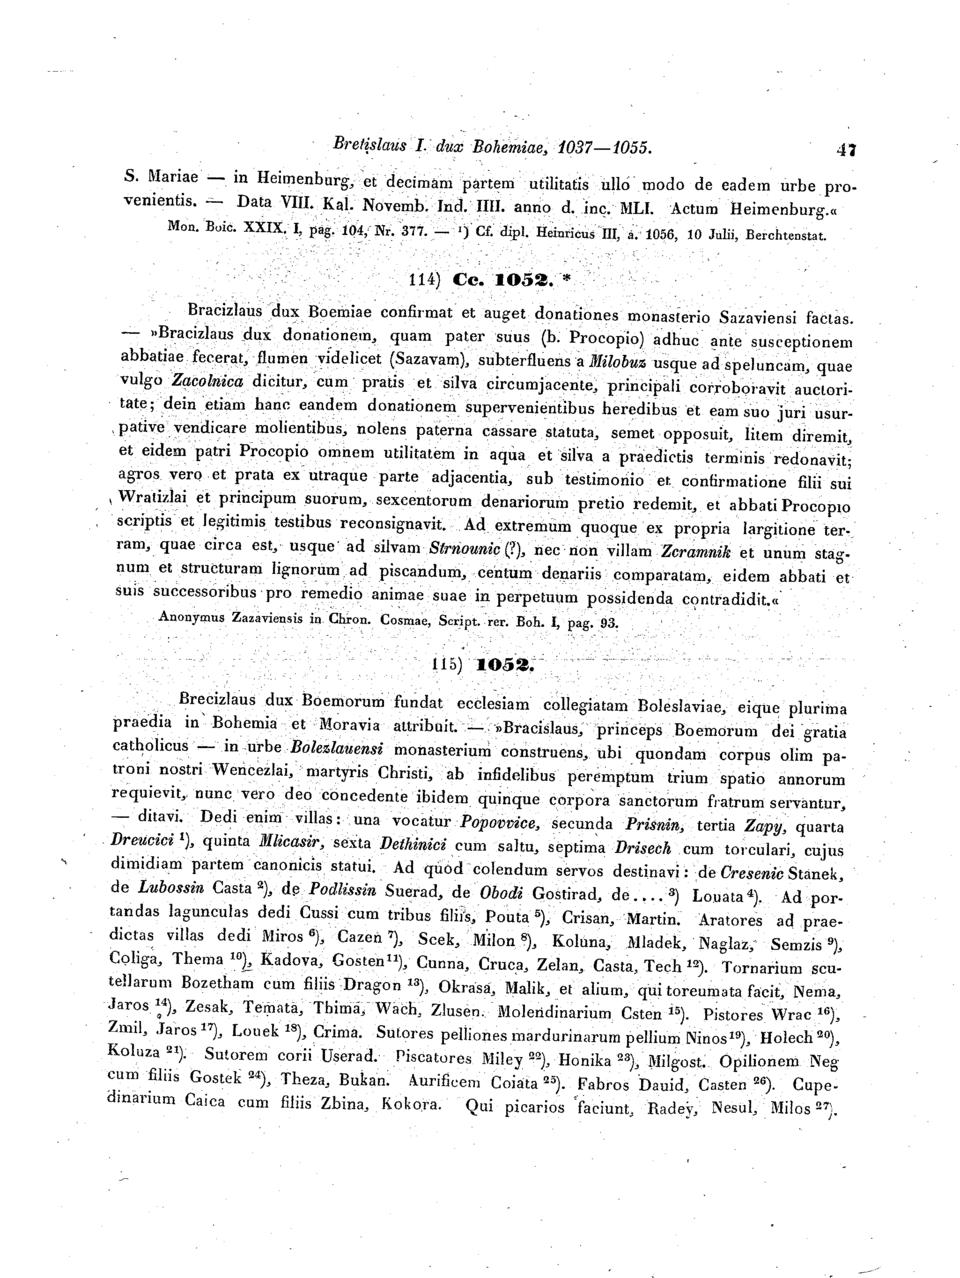 Bretislaus I. dux Bohemiae, 1037—1055. 47
S. Mariae — in Heimenburg, et decimam partem utilitatis ullo modo de eadem urbe pro-
venientis. — Data VIII. Kal. Novemb. Ind. IIII. anno d. inc. MLI. Actum Heimenburg.«
Mon. Boic. XXIX. I, pag. 104, Nr. 377. — ¹) Cf. dipl. Heinricus III, a. 1056, 10 Julii, Berchtenstat.
114) Cc. 1052. *
Bracizlaus dux Boemiae confirmat et auget donationes monasterio Sazaviensi factas.
— »Bracizlaus dux donationem, quam pater suus (b. Procopio) adhuc ante susceptionem
abbatiae fecerat, flumen videlicet (Sazavam), subterfluens a Milobuz usque ad speluncam, quae
vulgo Zacolnica dicitur, cum pratis et silva circumjacente, principali corroboravit auctori-
tate; dein etiam hanc eandem donationem supervenientibus heredibus et eam suo juri usur-
pative vendicare molientibus, nolens paterna cassare statuta, semet opposuit, litem diremit,
et eidem patri Procopio omnem utilitatem in aqua et silva a praedictis terminis redonavit;
agros vero et prata ex utraque parte adjacentia, sub testimonio et confirmatione filii sui
Wratizlai et principum suorum, sexcentorum denariorum pretio redemit, et abbati Procopio
scriptis et legitimis testibus reconsignavit. Ad extremum quoque ex propria largitione ter-
ram, quae circa est, usque ad silvam Strnounic (?), nec non villam Zcramnik et unum stag-
num et structuram lignorum ad piscandum, centum denariis comparatam, eidem abbati et
suis successoribus pro remedio animae suae in perpetuum possidenda contradidit.«
Anonymus Zazaviensis in Chron. Cosmae, Script. rer. Boh. I, pag. 93.
115) 1052.
Brecizlaus dux Boemorum fundat ecclesiam collegiatam Boleslaviae, eique plurima
praedia in Bohemia et Moravia attribuit. — »Bracislaus, princeps Boemorum dei gratia
catholicus — in urbe Bolezlauensi monasterium construens, ubi quondam corpus olim pa-
troni nostri Wencezlai, martyris Christi, ab infidelibus peremptum trium spatio annorum
requievit, nunc vero deo concedente ibidem quinque corpora sanctorum fratrum servantur,
— ditavi. Dedi enim villas: una vocatur Popovvice, secunda Prisnin, tertia Zapy, quarta
Dreucici ¹), quinta Mlicasir, sexta Dethinici cum saltu, septima Drisech cum torculari, cujus
dimidiam partem canonicis statui. Ad quod colendum servos destinavi: de Cresenic Stanek,
de Lubossin Casta ²), de Podlissin Suerad, de Obodi Gostirad, de.... ³) Louata ⁴). Ad por-
tandas lagunculas dedi Cussi cum tribus filiis, Pouta ⁵), Crisan, Martin. Aratores ad prae-
dictas villas dedi Miros ⁶), Cazen ⁷), Scek, Milon ⁸), Koluna, Mladek, Naglaz, Semzis ⁹),
Coliga, Thema ¹⁰), Kadova, Gosten ¹¹), Cunna, Cruca, Zelan, Casta, Tech ¹²). Tornarium scu-
tellarum Bozetham cum filiis Dragon ¹³), Okrasa, Malik, et alium, qui toreumata facit, Nema,
Jaros ¹⁴), Zesak, Temata, Thima, Wach, Zlusen. Molendinarium Csten ¹⁵). Pistores Wrac ¹⁶),
Zmil, Jaros ¹⁷), Louek ¹⁸), Crima. Sutores pelliones mardurinarum pellium Ninos ¹⁹), Holech ²⁰),
Koluza ²¹). Sutorem corii Userad. Piscatores Miley ²²), Honika ²³), Milgost. Opilionem Neg
cum filiis Gostek ²⁴), Theza, Bukan. Aurificem Coiata ²⁵). Fabros Dauid, Casten ²⁶). Cupe-
dinarium Caica cum filiis Zbina, Kokora. Qui picarios faciunt, Radey, Nesul, Milos ²⁷).